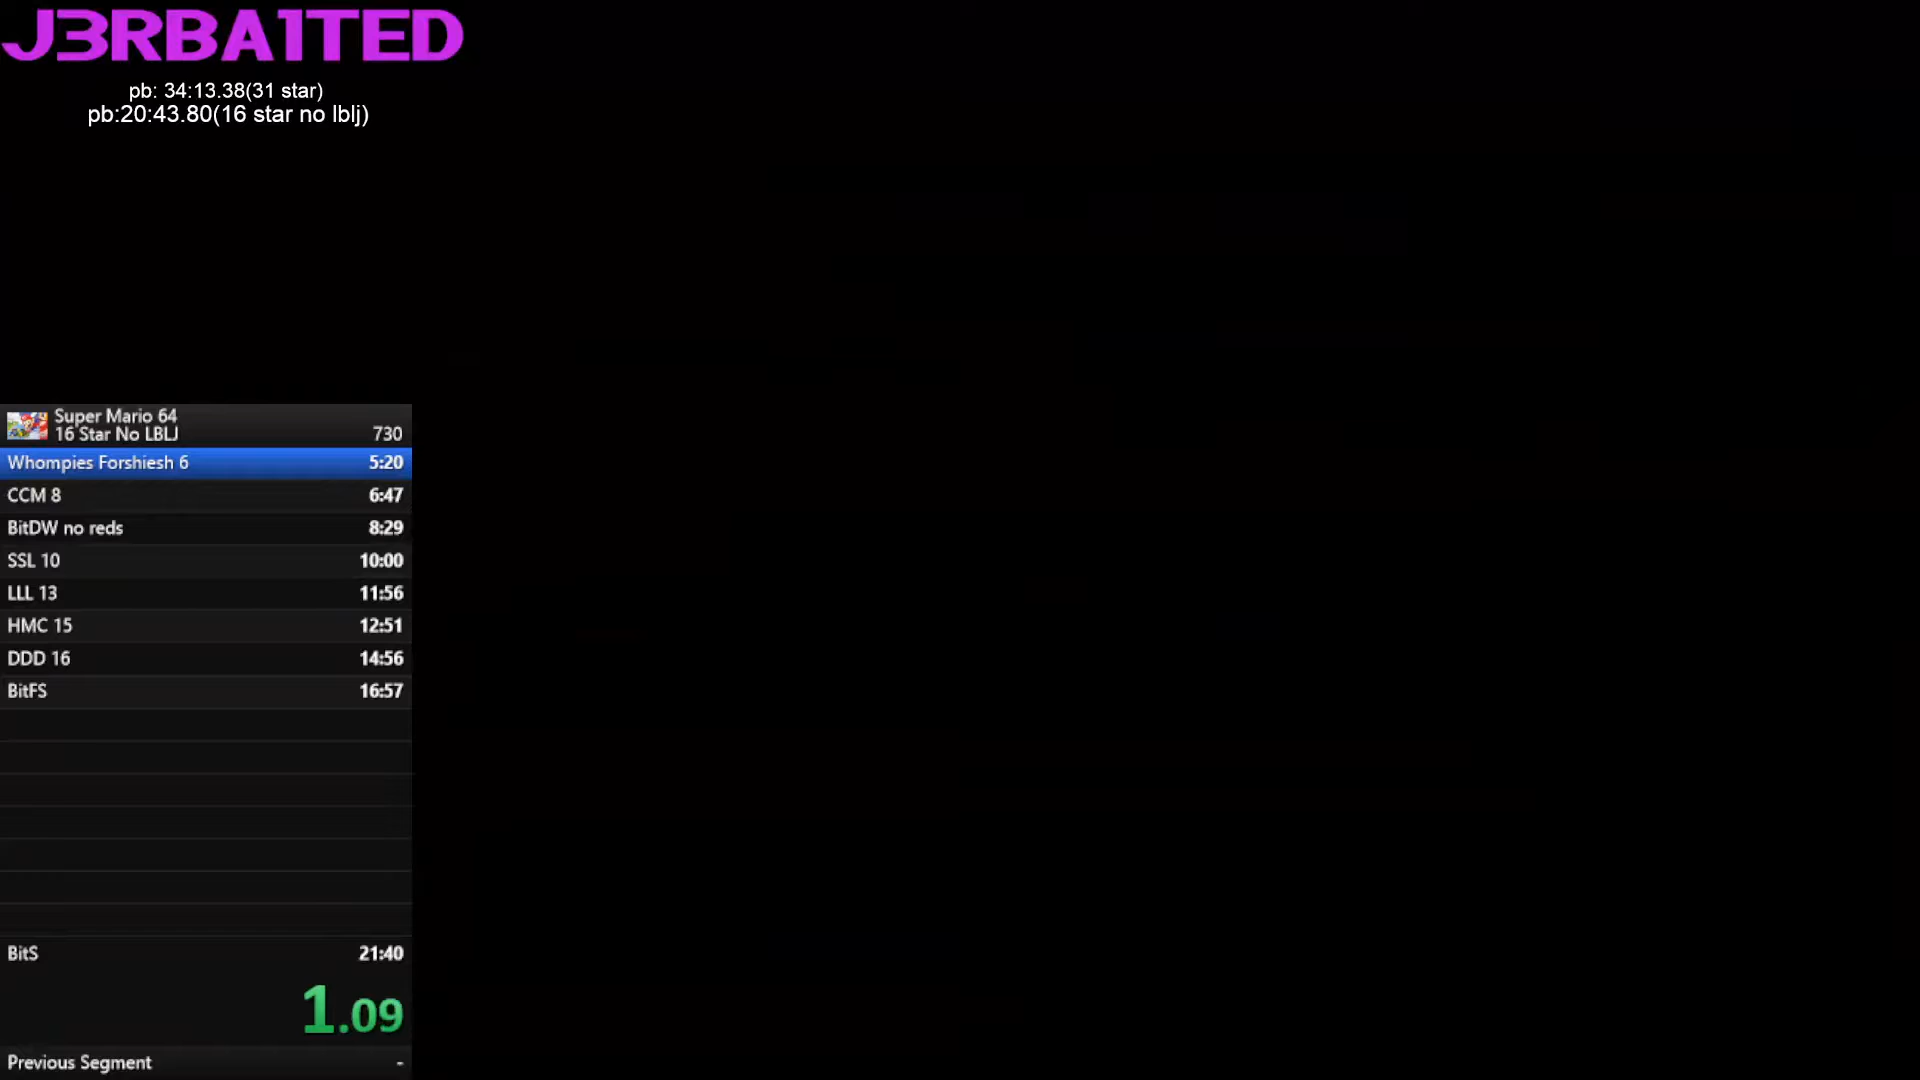 J3RBA1TED
pb: 34:13.38(31 star)
pb:20:43.80(16 star no lblj)
Super Mario 64
16 Star No LBLJ 730
Whompies Forshiesh 6 5:20
CCM 8 6:47
BitDW no reds 8:29
SSL 10 10:00
LLL 13 11:56
HMC 15 12:51
DDD 16 14:56
BitFS 16:57
BitS 21:40
1.09
Previous Segment -